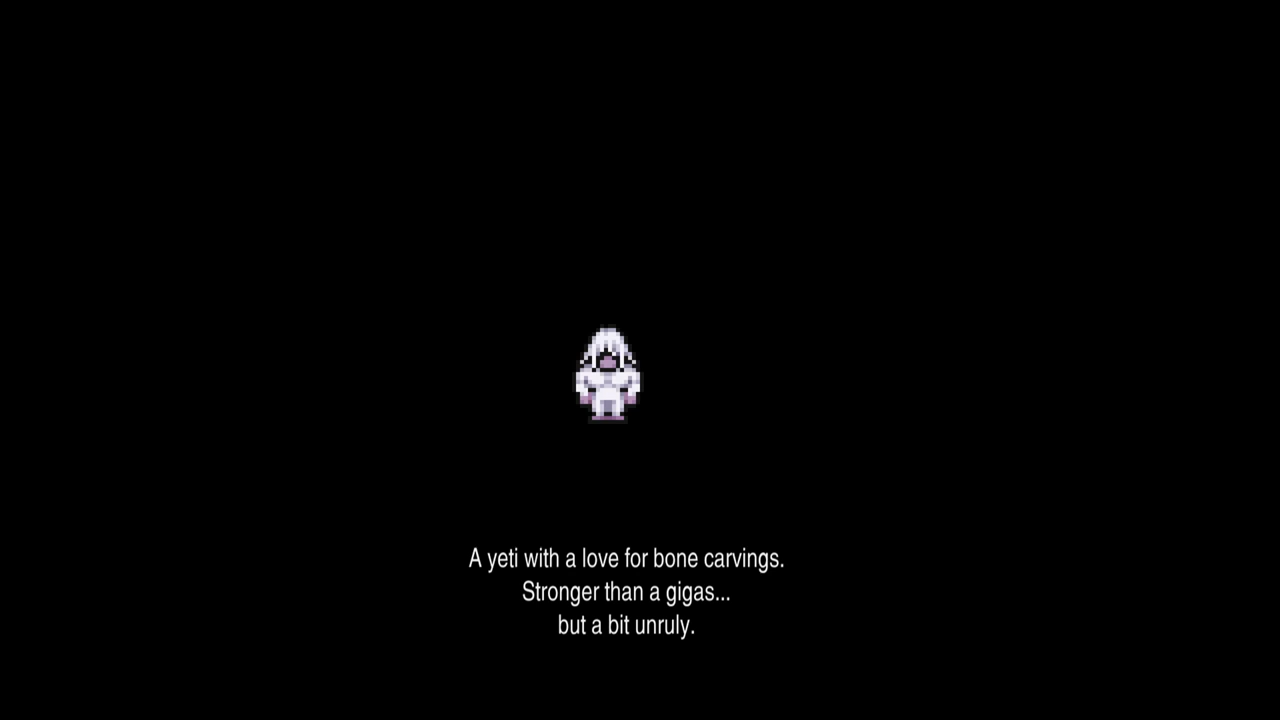 A yeti with a love for bone carvings.
Stronger than a gigas...
but a bit unruly.